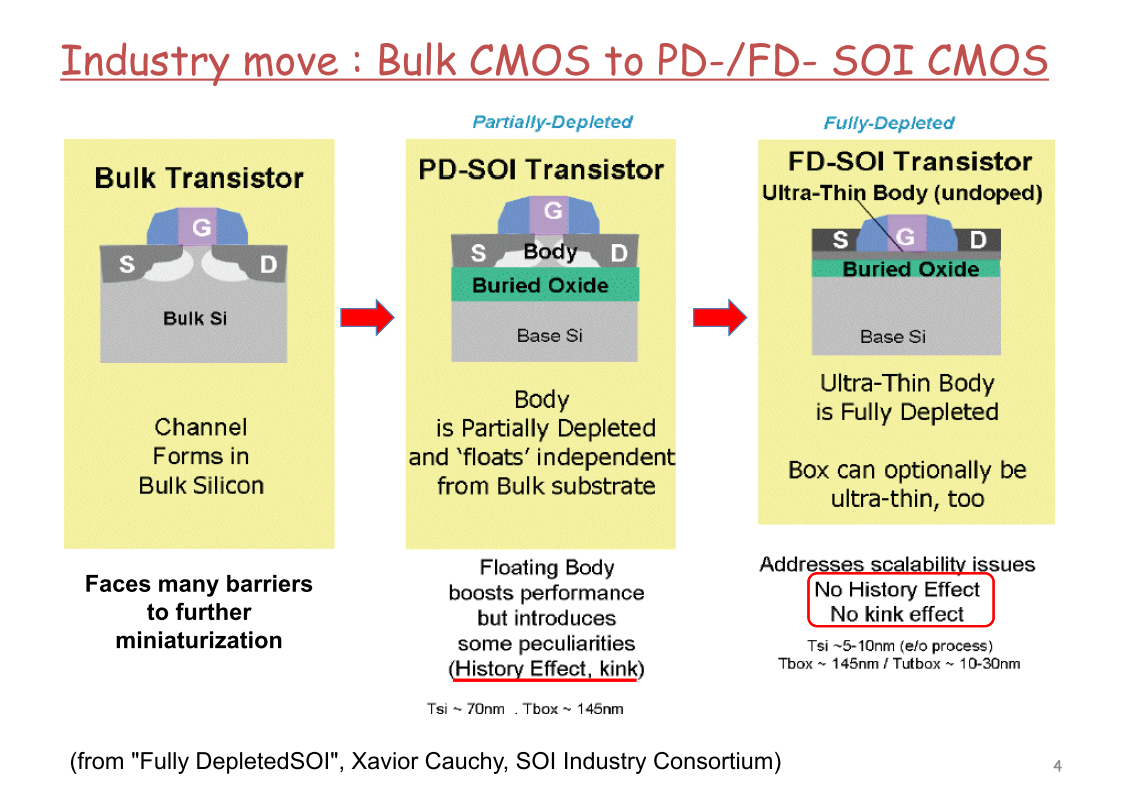 Industry move : Bulk CMOS to PD-/FD- SOI CMOS
Partially-Depleted
Fully-Depleted
Bulk Transistor
G
S
D
Bulk Si
Channel
Forms in
Bulk Silicon
Faces many barriers
to further
miniaturization
PD-SOI Transistor
G
S
Body
D
Buried Oxide
Base Si
Body
is Partially Depleted
and ‘floats’ independent
from Bulk substrate
Floating Body
boosts performance
but introduces
some peculiarities
(History Effect, kink)
Tsi ~ 70nm . Tbox ~ 145nm
FD-SOI Transistor
Ultra-Thin Body (undoped)
S
G
D
Buried Oxide
Base Si
Ultra-Thin Body
is Fully Depleted
Box can optionally be
ultra-thin, too
Addresses scalability issues
No History Effect
No kink effect
Tsi ~5-10nm (e/o process)
Tbox ~ 145nm / Tutbox ~ 10-30nm
(from "Fully DepletedSOI", Xavior Cauchy, SOI Industry Consortium)
4